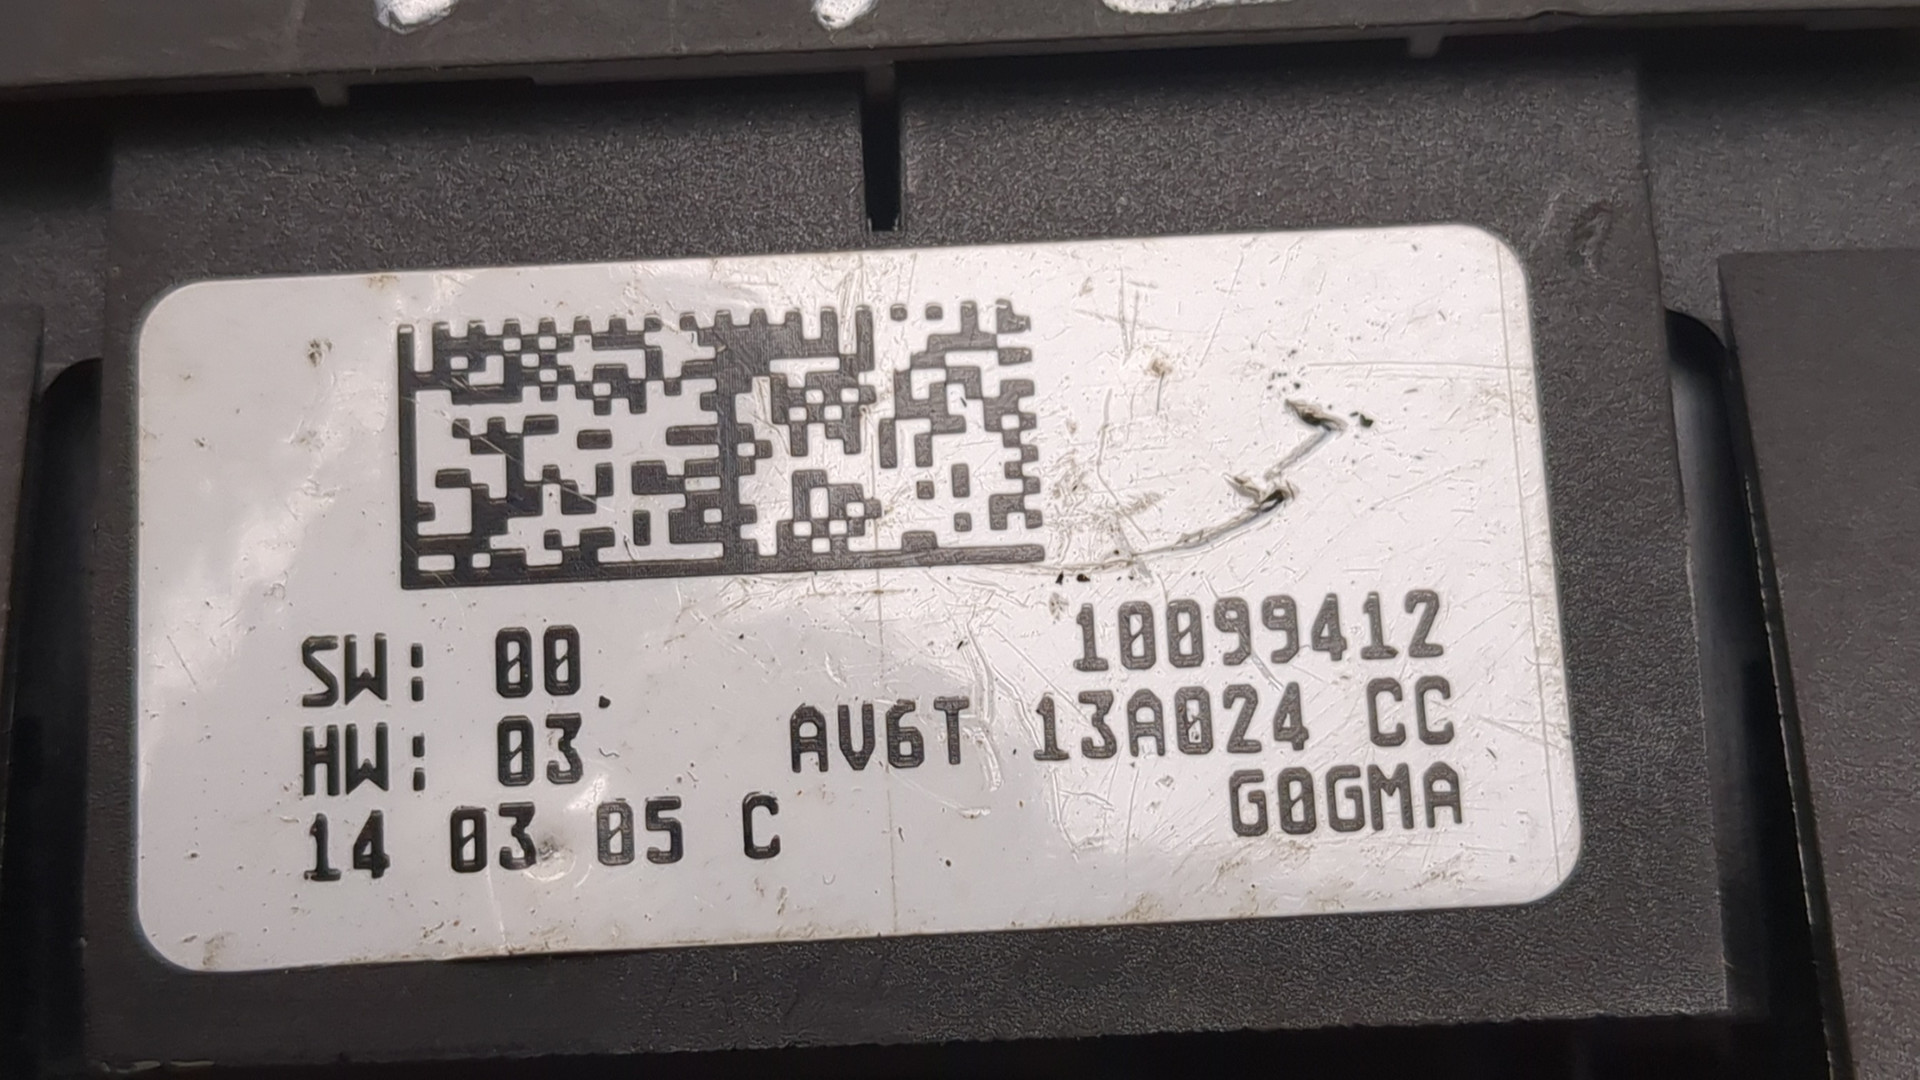 10099412
SW: 00
AV6T 13A024 CC
HW: 03
G0GMA
14 03 05 C